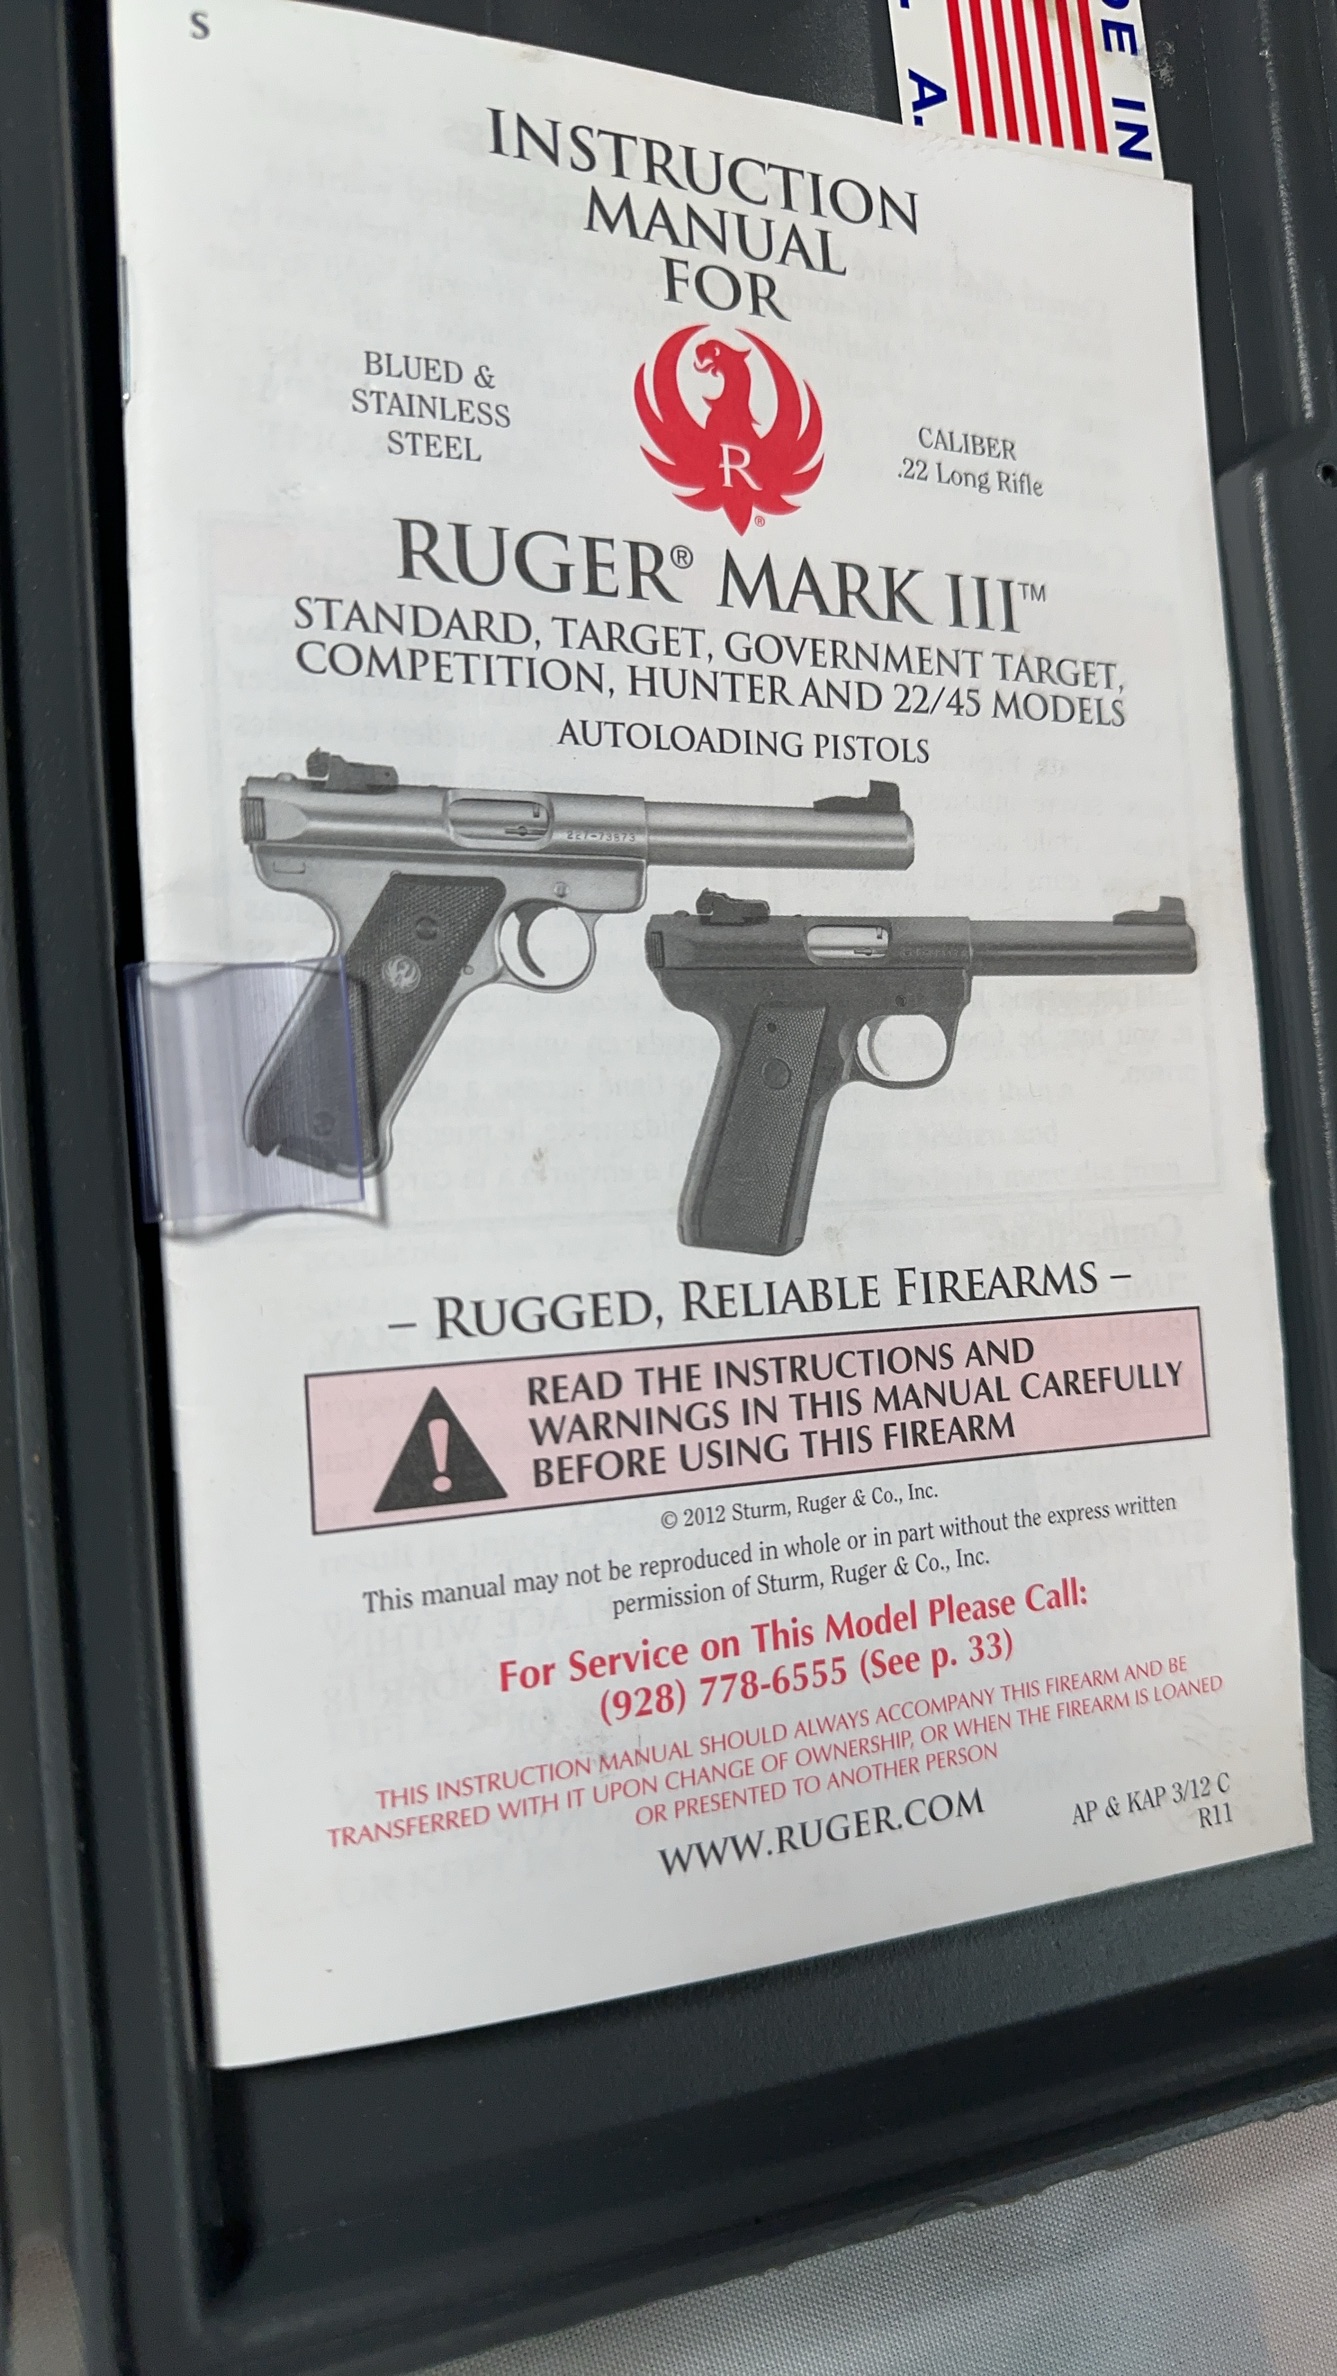 S
DE IN
A.
INSTRUCTION
MANUAL
FOR
BLUED &
STAINLESS
STEEL
R
®
CALIBER
.22 Long Rifle
RUGER® MARK III™
STANDARD, TARGET, GOVERNMENT TARGET,
COMPETITION, HUNTER AND 22/45 MODELS
AUTOLOADING PISTOLS
227-73873
– RUGGED, RELIABLE FIREARMS –
READ THE INSTRUCTIONS AND
WARNINGS IN THIS MANUAL CAREFULLY
BEFORE USING THIS FIREARM
© 2012 Sturm, Ruger & Co., Inc.
This manual may not be reproduced in whole or in part without the express written
permission of Sturm, Ruger & Co., Inc.
For Service on This Model Please Call:
(928) 778-6555 (See p. 33)
THIS INSTRUCTION MANUAL SHOULD ALWAYS ACCOMPANY THIS FIREARM AND BE
TRANSFERRED WITH IT UPON CHANGE OF OWNERSHIP, OR WHEN THE FIREARM IS LOANED
OR PRESENTED TO ANOTHER PERSON
WWW.RUGER.COM
AP & KAP 3/12 C
R11